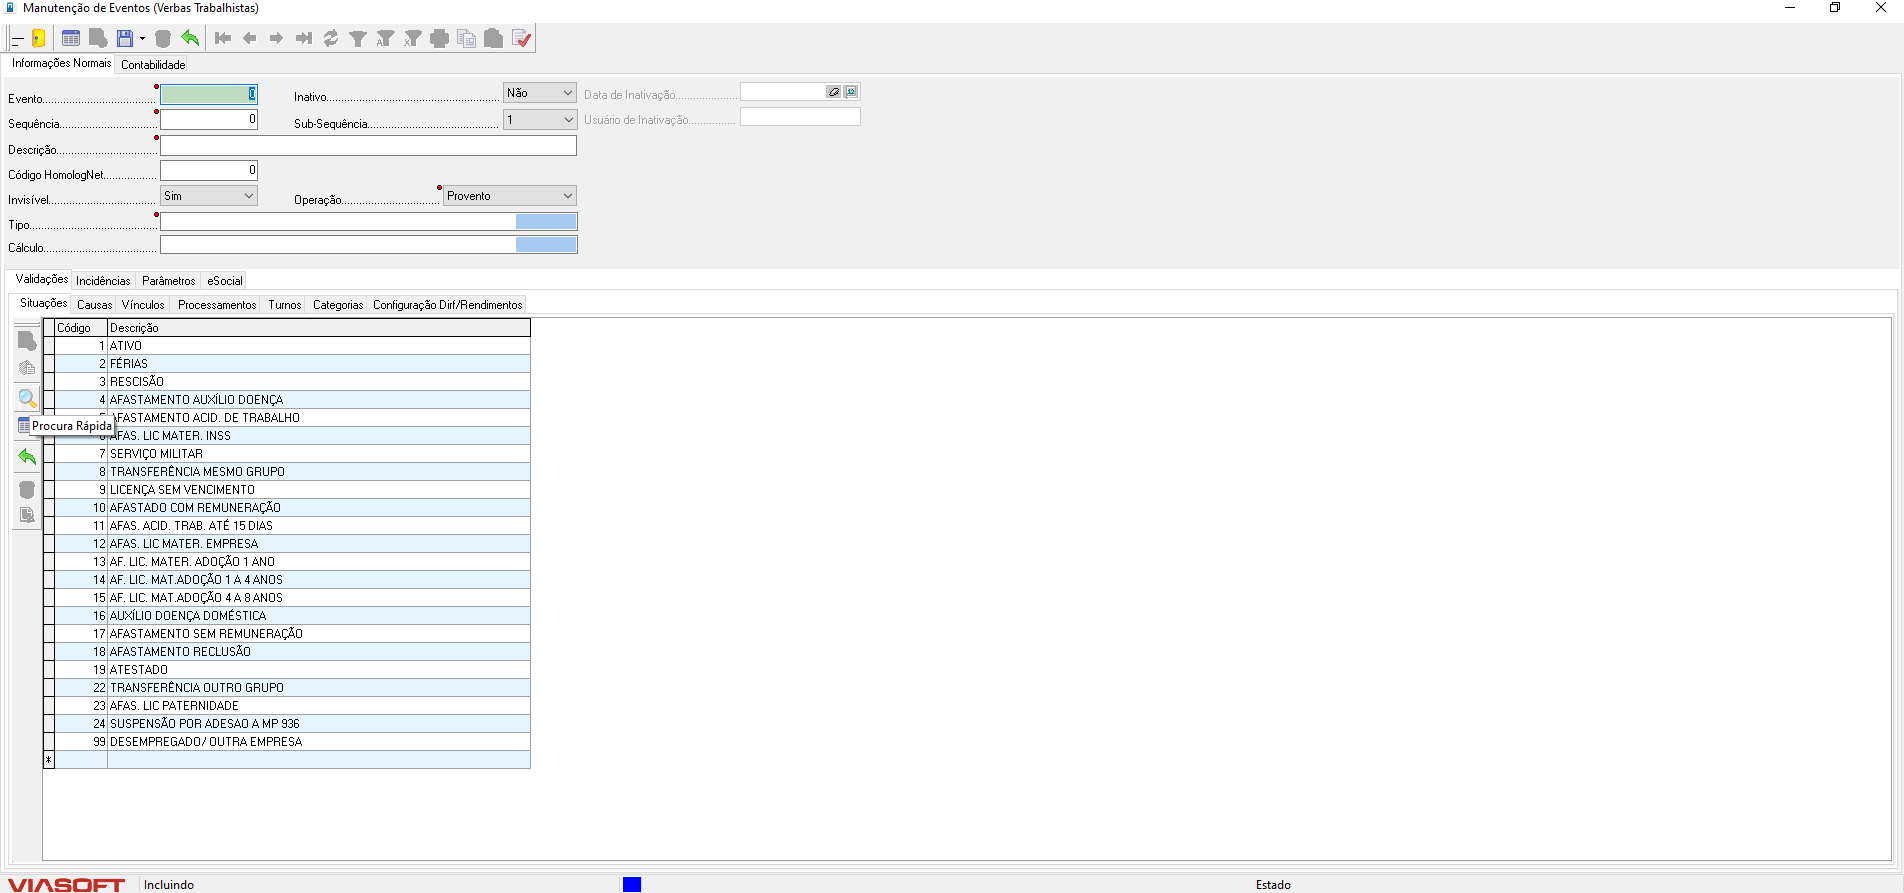 Manutenção de Eventos (Verbas Trabalhistas)
Informações Normais Contabilidade
Evento 0 Inativo Não Data de Inativação 12
Sequência 0 Sub-Sequência 1 Usuário de Inativação
Descrição
Código HomologNet 0
Invisível Sim Operação Provento
Tipo
Cálculo
Validações Incidências Parâmetros eSocial
Situações Causas Vínculos Processamentos Turnos Categorias Configuração Dirf/Rendimentos
Código Descrição
1 ATIVO
2 FÉRIAS
3 RESCISÃO
4 AFASTAMENTO AUXÍLIO DOENÇA
AFASTAMENTO ACID. DE TRABALHO
Procura Rápida
AFAS. LIC MATER. INSS
7 SERVIÇO MILITAR
8 TRANSFERÊNCIA MESMO GRUPO
9 LICENÇA SEM VENCIMENTO
10 AFASTADO COM REMUNERAÇÃO
11 AFAS. ACID. TRAB. ATÉ 15 DIAS
12 AFAS. LIC MATER. EMPRESA
13 AF. LIC. MATER. ADOÇÃO 1 ANO
14 AF. LIC. MAT.ADOÇÃO 1 A 4 ANOS
15 AF. LIC. MAT.ADOÇÃO 4 A 8 ANOS
16 AUXÍLIO DOENÇA DOMÉSTICA
17 AFASTAMENTO SEM REMUNERAÇÃO
18 AFASTAMENTO RECLUSÃO
19 ATESTADO
22 TRANSFERÊNCIA OUTRO GRUPO
23 AFAS. LIC PATERNIDADE
24 SUSPENSÃO POR ADESAO A MP 936
99 DESEMPREGADO/ OUTRA EMPRESA
*
VIASOFT Incluindo Estado